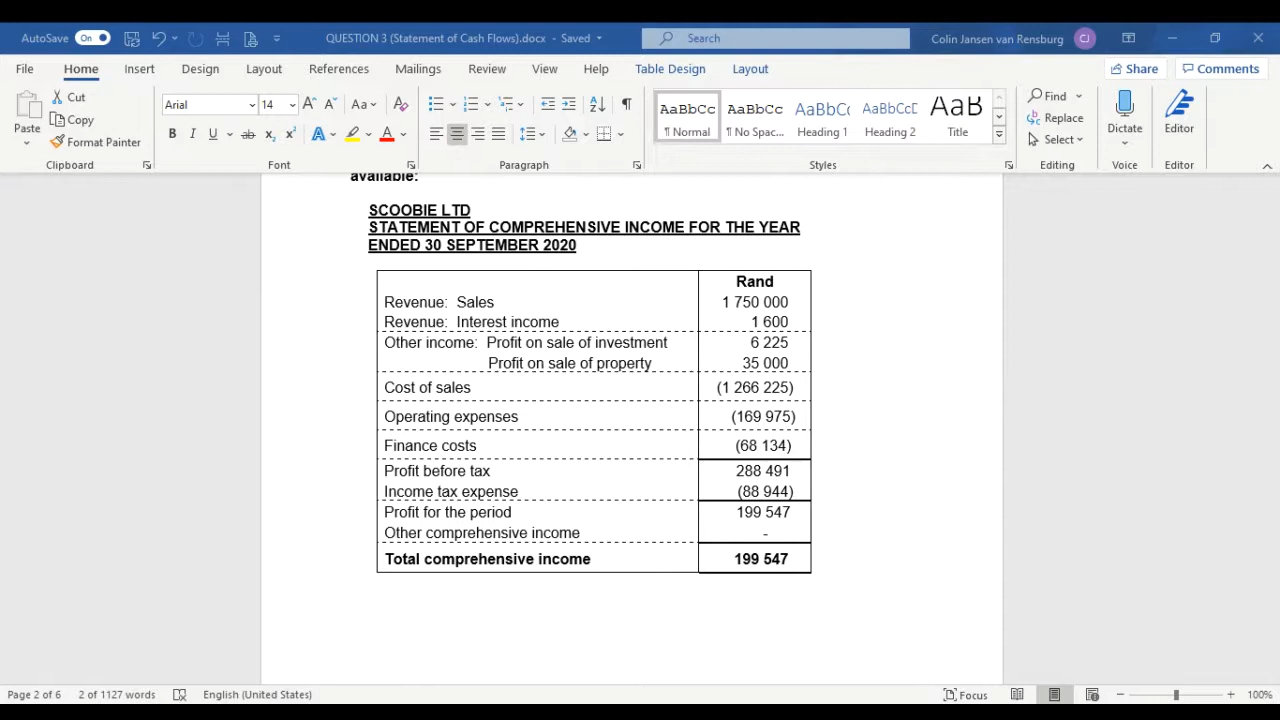 AutoSave On QUESTION 3 (Statement of Cash Flows).docx - Saved Search Colin Jansen van Rensburg CJ
File Home Insert Design Layout References Mailings Review View Help Table Design Layout Share Comments
Paste Cut Copy Format Painter
Arial 14
AaBbCc AaBbCc AaBbCc AaBbCcD AaB
¶ Normal ¶ No Spac... Heading 1 Heading 2 Title
Find Replace Select
Dictate Editor
Clipboard Font Paragraph Styles Editing Voice Editor
available:
SCOOBIE LTD
STATEMENT OF COMPREHENSIVE INCOME FOR THE YEAR
ENDED 30 SEPTEMBER 2020
Rand
Revenue: Sales 1 750 000
Revenue: Interest income 1 600
Other income: Profit on sale of investment 6 225
Profit on sale of property 35 000
Cost of sales (1 266 225)
Operating expenses (169 975)
Finance costs (68 134)
Profit before tax 288 491
Income tax expense (88 944)
Profit for the period 199 547
Other comprehensive income -
Total comprehensive income 199 547
Page 2 of 6 2 of 1127 words English (United States) Focus 100%